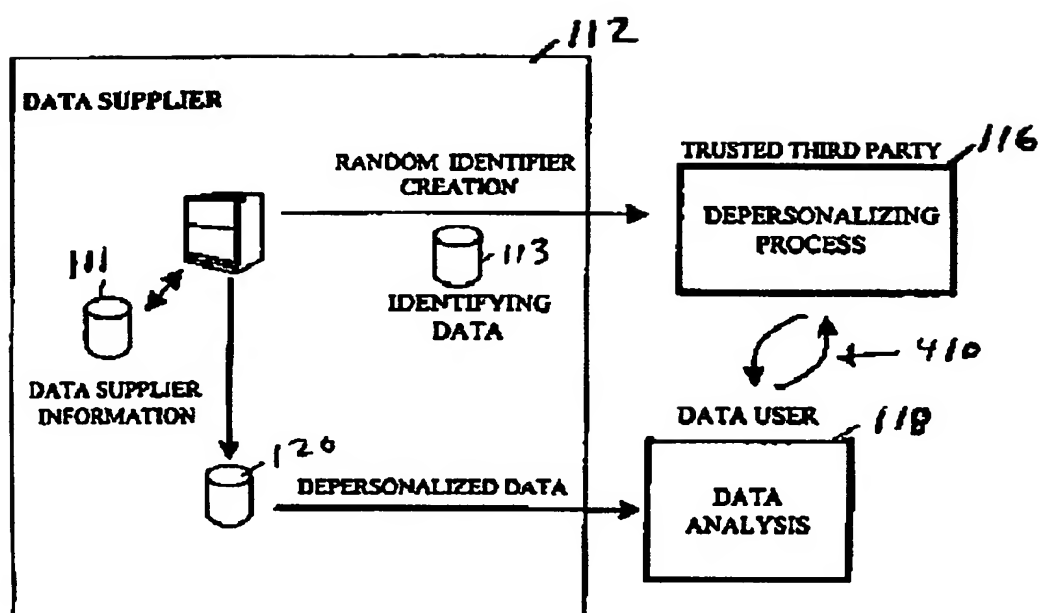 112
DATA SUPPLIER
RANDOM IDENTIFIER
CREATION
TRUSTED THIRD PARTY
116
DEPERSONALIZING
PROCESS
111
113
IDENTIFYING
DATA
DATA SUPPLIER
INFORMATION
410
DATA USER
118
120
DEPERSONALIZED DATA
DATA
ANALYSIS